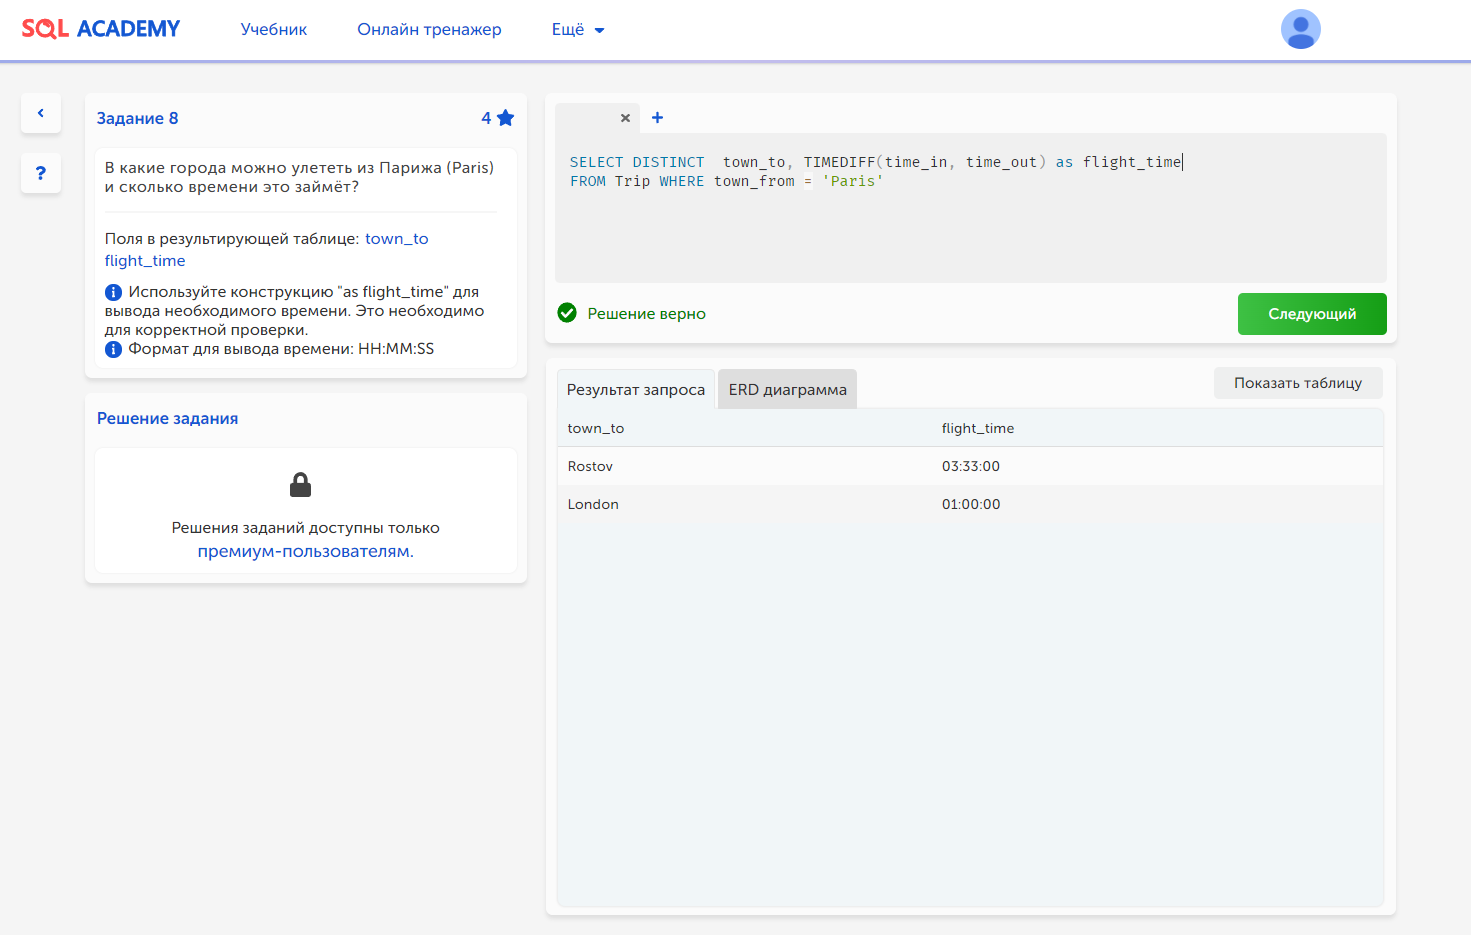 SQL ACADEMY
Учебник
Онлайн тренажер
Ещё
Задание 8
4
В какие города можно улететь из Парижа (Paris)
и сколько времени это займёт?
Поля в результирующей таблице: town_to
flight_time
Используйте конструкцию "as flight_time" для
вывода необходимого времени. Это необходимо
для корректной проверки.
Формат для вывода времени: HH:MM:SS
Решение задания
Решения заданий доступны только
премиум-пользователям.
SELECT DISTINCT  town_to, TIMEDIFF(time_in, time_out) as flight_time
FROM Trip WHERE town_from = 'Paris'
Решение верно
Следующий
Результат запроса
ERD диаграмма
Показать таблицу
town_to flight_time
Rostov 03:33:00
London 01:00:00